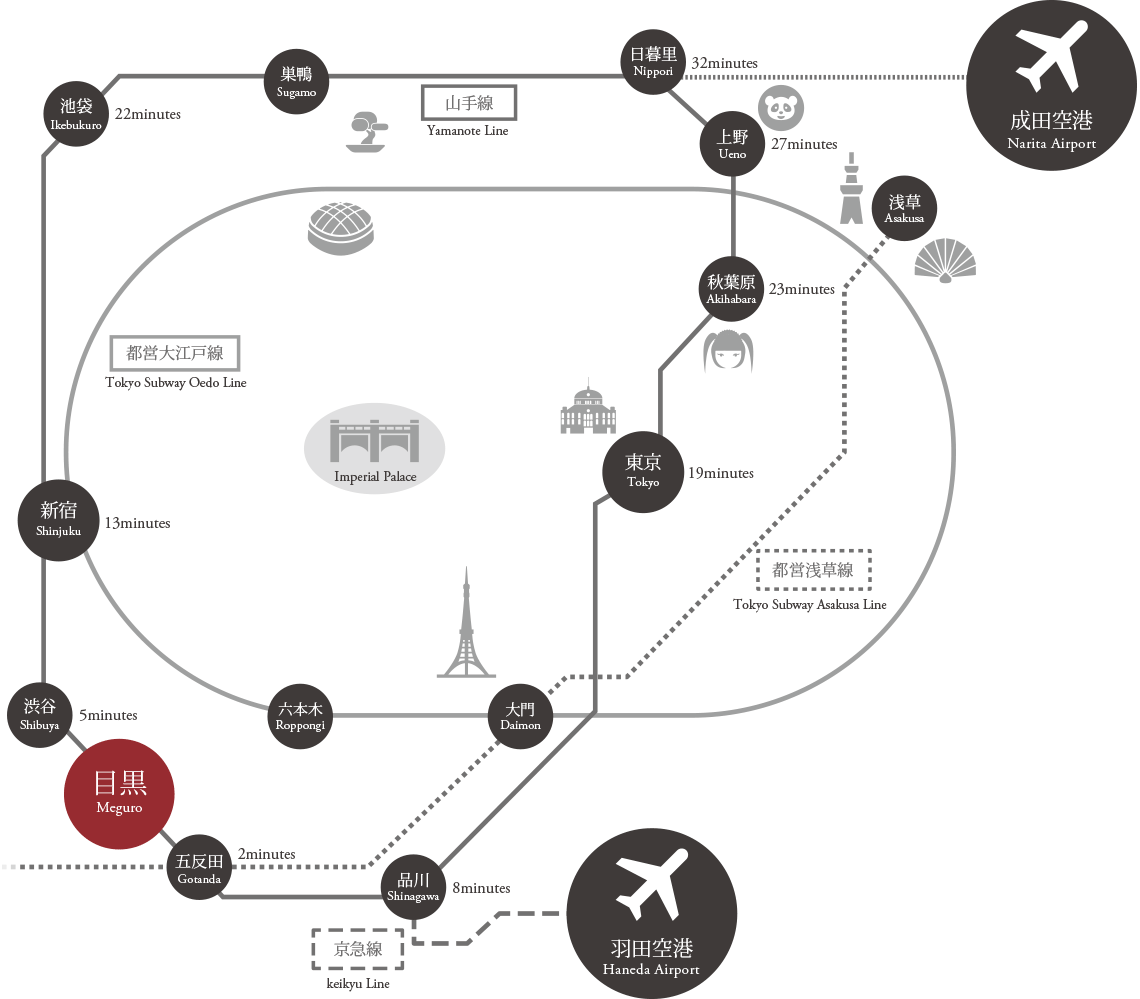 日暮里
Nippori
32minutes
成田空港
Narita Airport
巣鴨
Sugamo
池袋
Ikebukuro
22minutes
山手線
Yamanote Line
上野
Ueno
27minutes
浅草
Asakusa
秋葉原
Akihabara
23minutes
都営大江戸線
Tokyo Subway Oedo Line
Imperial Palace
東京
Tokyo
19minutes
新宿
Shinjuku
13minutes
都営浅草線
Tokyo Subway Asakusa Line
渋谷
Shibuya
5minutes
六本木
Roppongi
大門
Daimon
目黒
Meguro
五反田
Gotanda
2minutes
品川
Shinagawa
8minutes
京急線
keikyu Line
羽田空港
Haneda Airport